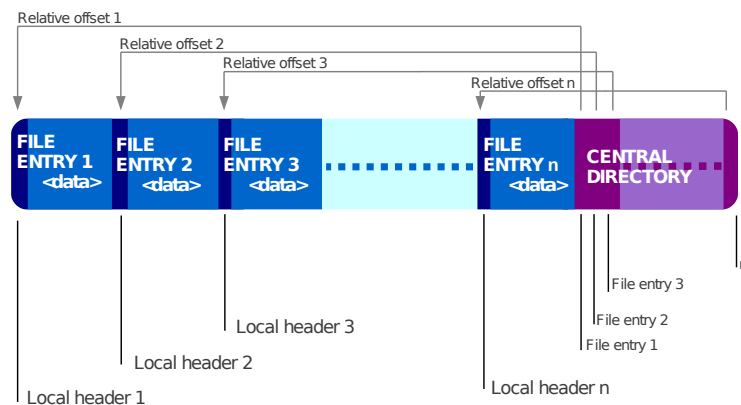 Relative offset 1
Relative offset 2
Relative offset 3
Relative offset n
FILE
ENTRY 1
<data>
FILE
ENTRY 2
<data>
FILE
ENTRY 3
<data>
FILE
ENTRY n
<data>
CENTRAL
DIRECTORY
File entry 3
File entry 2
File entry 1
Local header 3
Local header 2
Local header n
Local header 1